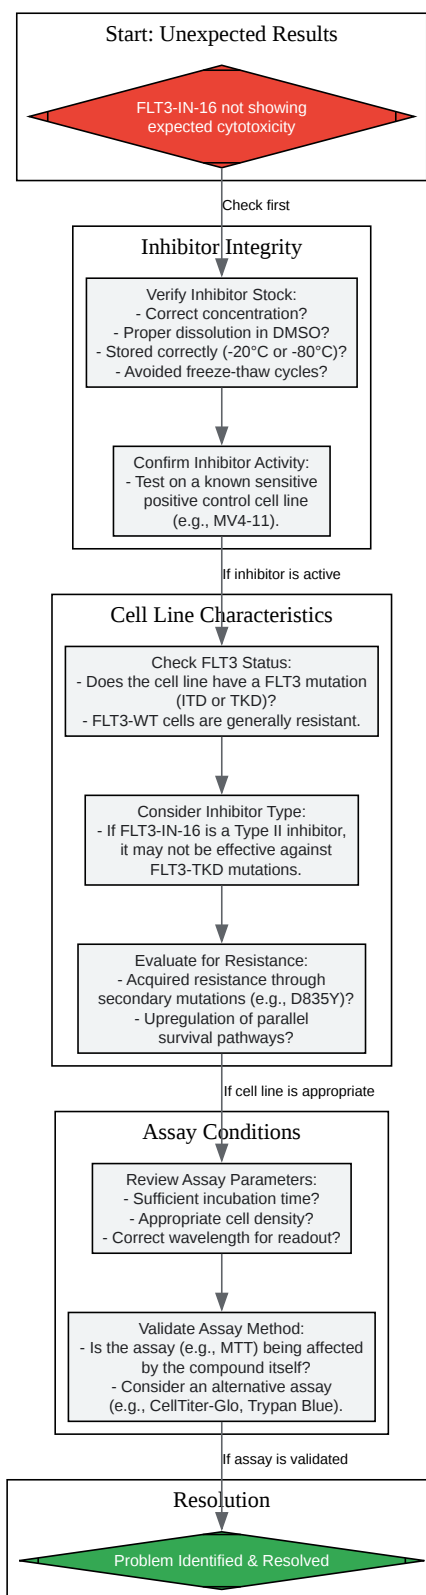 Start: Unexpected Results
FLT3-IN-16 not showing
expected cytotoxicity
Check first
Inhibitor Integrity
Verify Inhibitor Stock:
- Correct concentration?
- Proper dissolution in DMSO?
- Stored correctly (-20°C or -80°C)?
- Avoided freeze-thaw cycles?
Confirm Inhibitor Activity:
- Test on a known sensitive
positive control cell line
(e.g., MV4-11).
If inhibitor is active
Cell Line Characteristics
Check FLT3 Status:
- Does the cell line have a FLT3 mutation
(ITD or TKD)?
- FLT3-WT cells are generally resistant.
Consider Inhibitor Type:
- If FLT3-IN-16 is a Type II inhibitor,
it may not be effective against
FLT3-TKD mutations.
Evaluate for Resistance:
- Acquired resistance through
secondary mutations (e.g., D835Y)?
- Upregulation of parallel
survival pathways?
If cell line is appropriate
Assay Conditions
Review Assay Parameters:
- Sufficient incubation time?
- Appropriate cell density?
- Correct wavelength for readout?
Validate Assay Method:
- Is the assay (e.g., MTT) being affected
by the compound itself?
- Consider an alternative assay
(e.g., CellTiter-Glo, Trypan Blue).
If assay is validated
Resolution
Problem Identified & Resolved